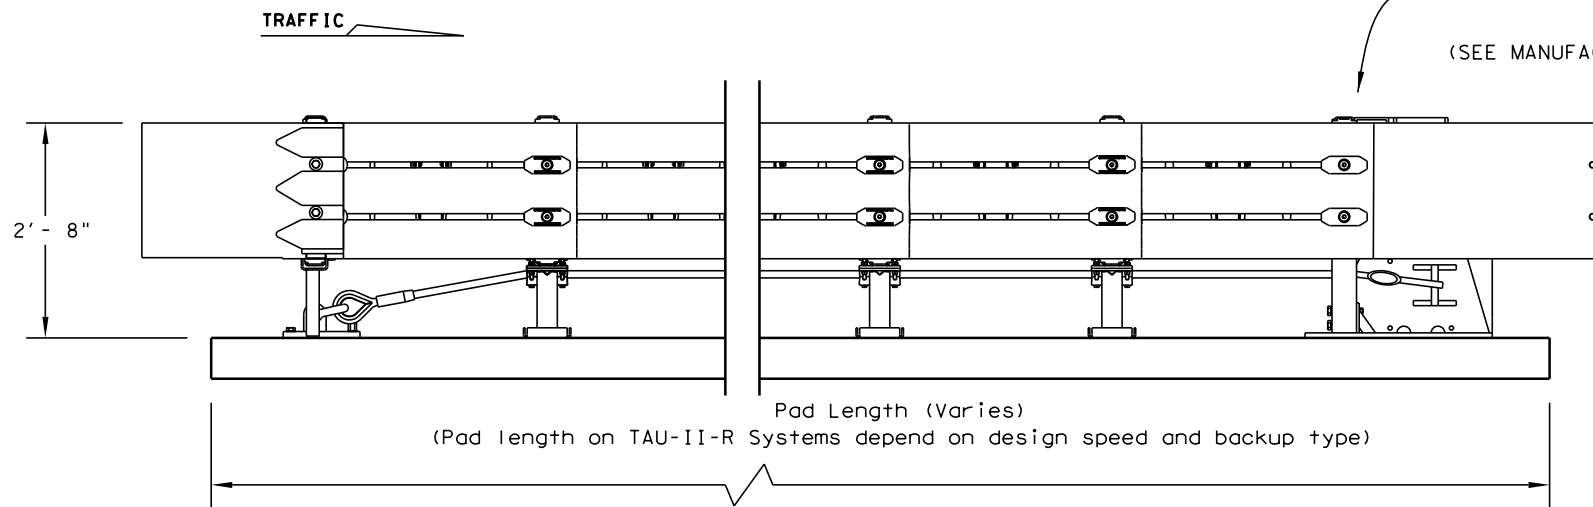 TRAFFIC
(SEE MANUFA
2'- 8"
Pad Length (Varies)
(Pad length on TAU-II-R Systems depend on design speed and backup type)